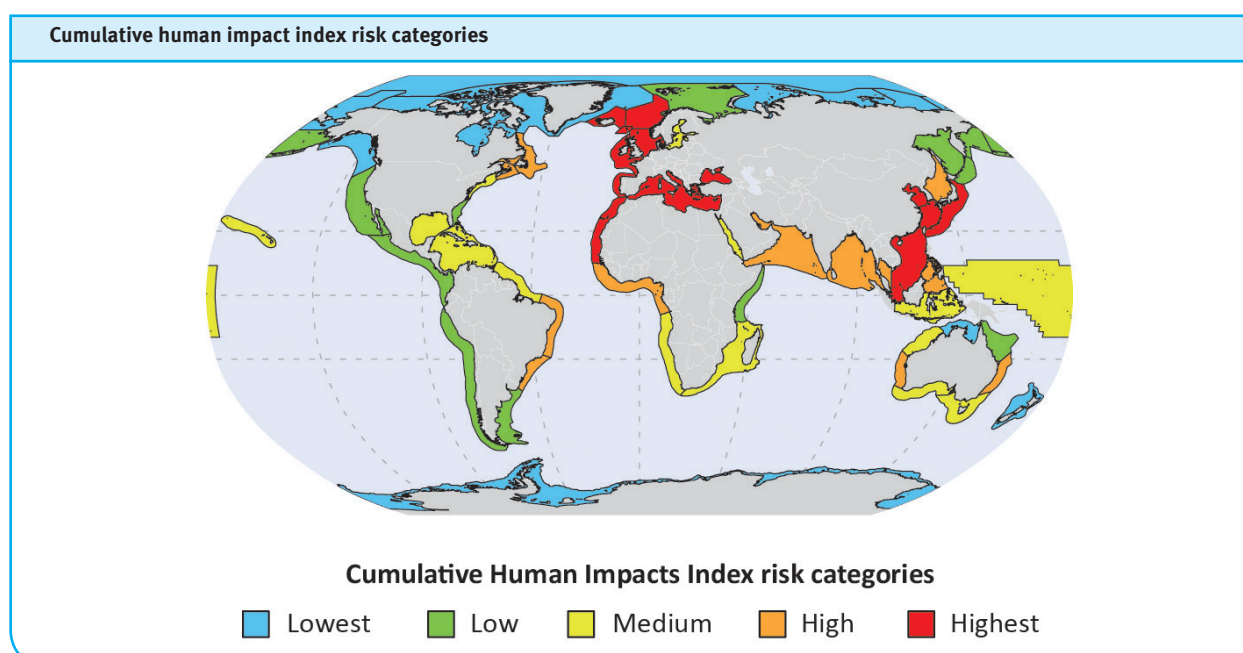 Cumulative human impact index risk categories
Cumulative Human Impacts Index risk categories
Lowest Low Medium High Highest